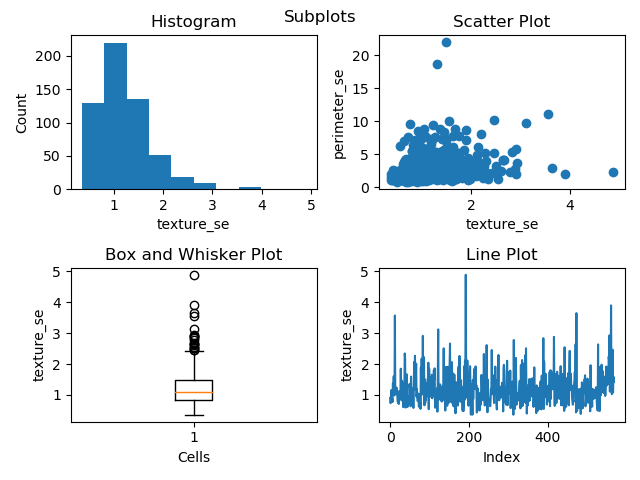 Subplots
Histogram
Count
200
150
100
50
0
1 2 3 4 5
texture_se
Scatter Plot
perimeter_se
20
15
10
5
0
2 4
texture_se
Box and Whisker Plot
texture_se
5
4
3
2
1
1
Cells
Line Plot
texture_se
5
4
3
2
1
0 200 400
Index